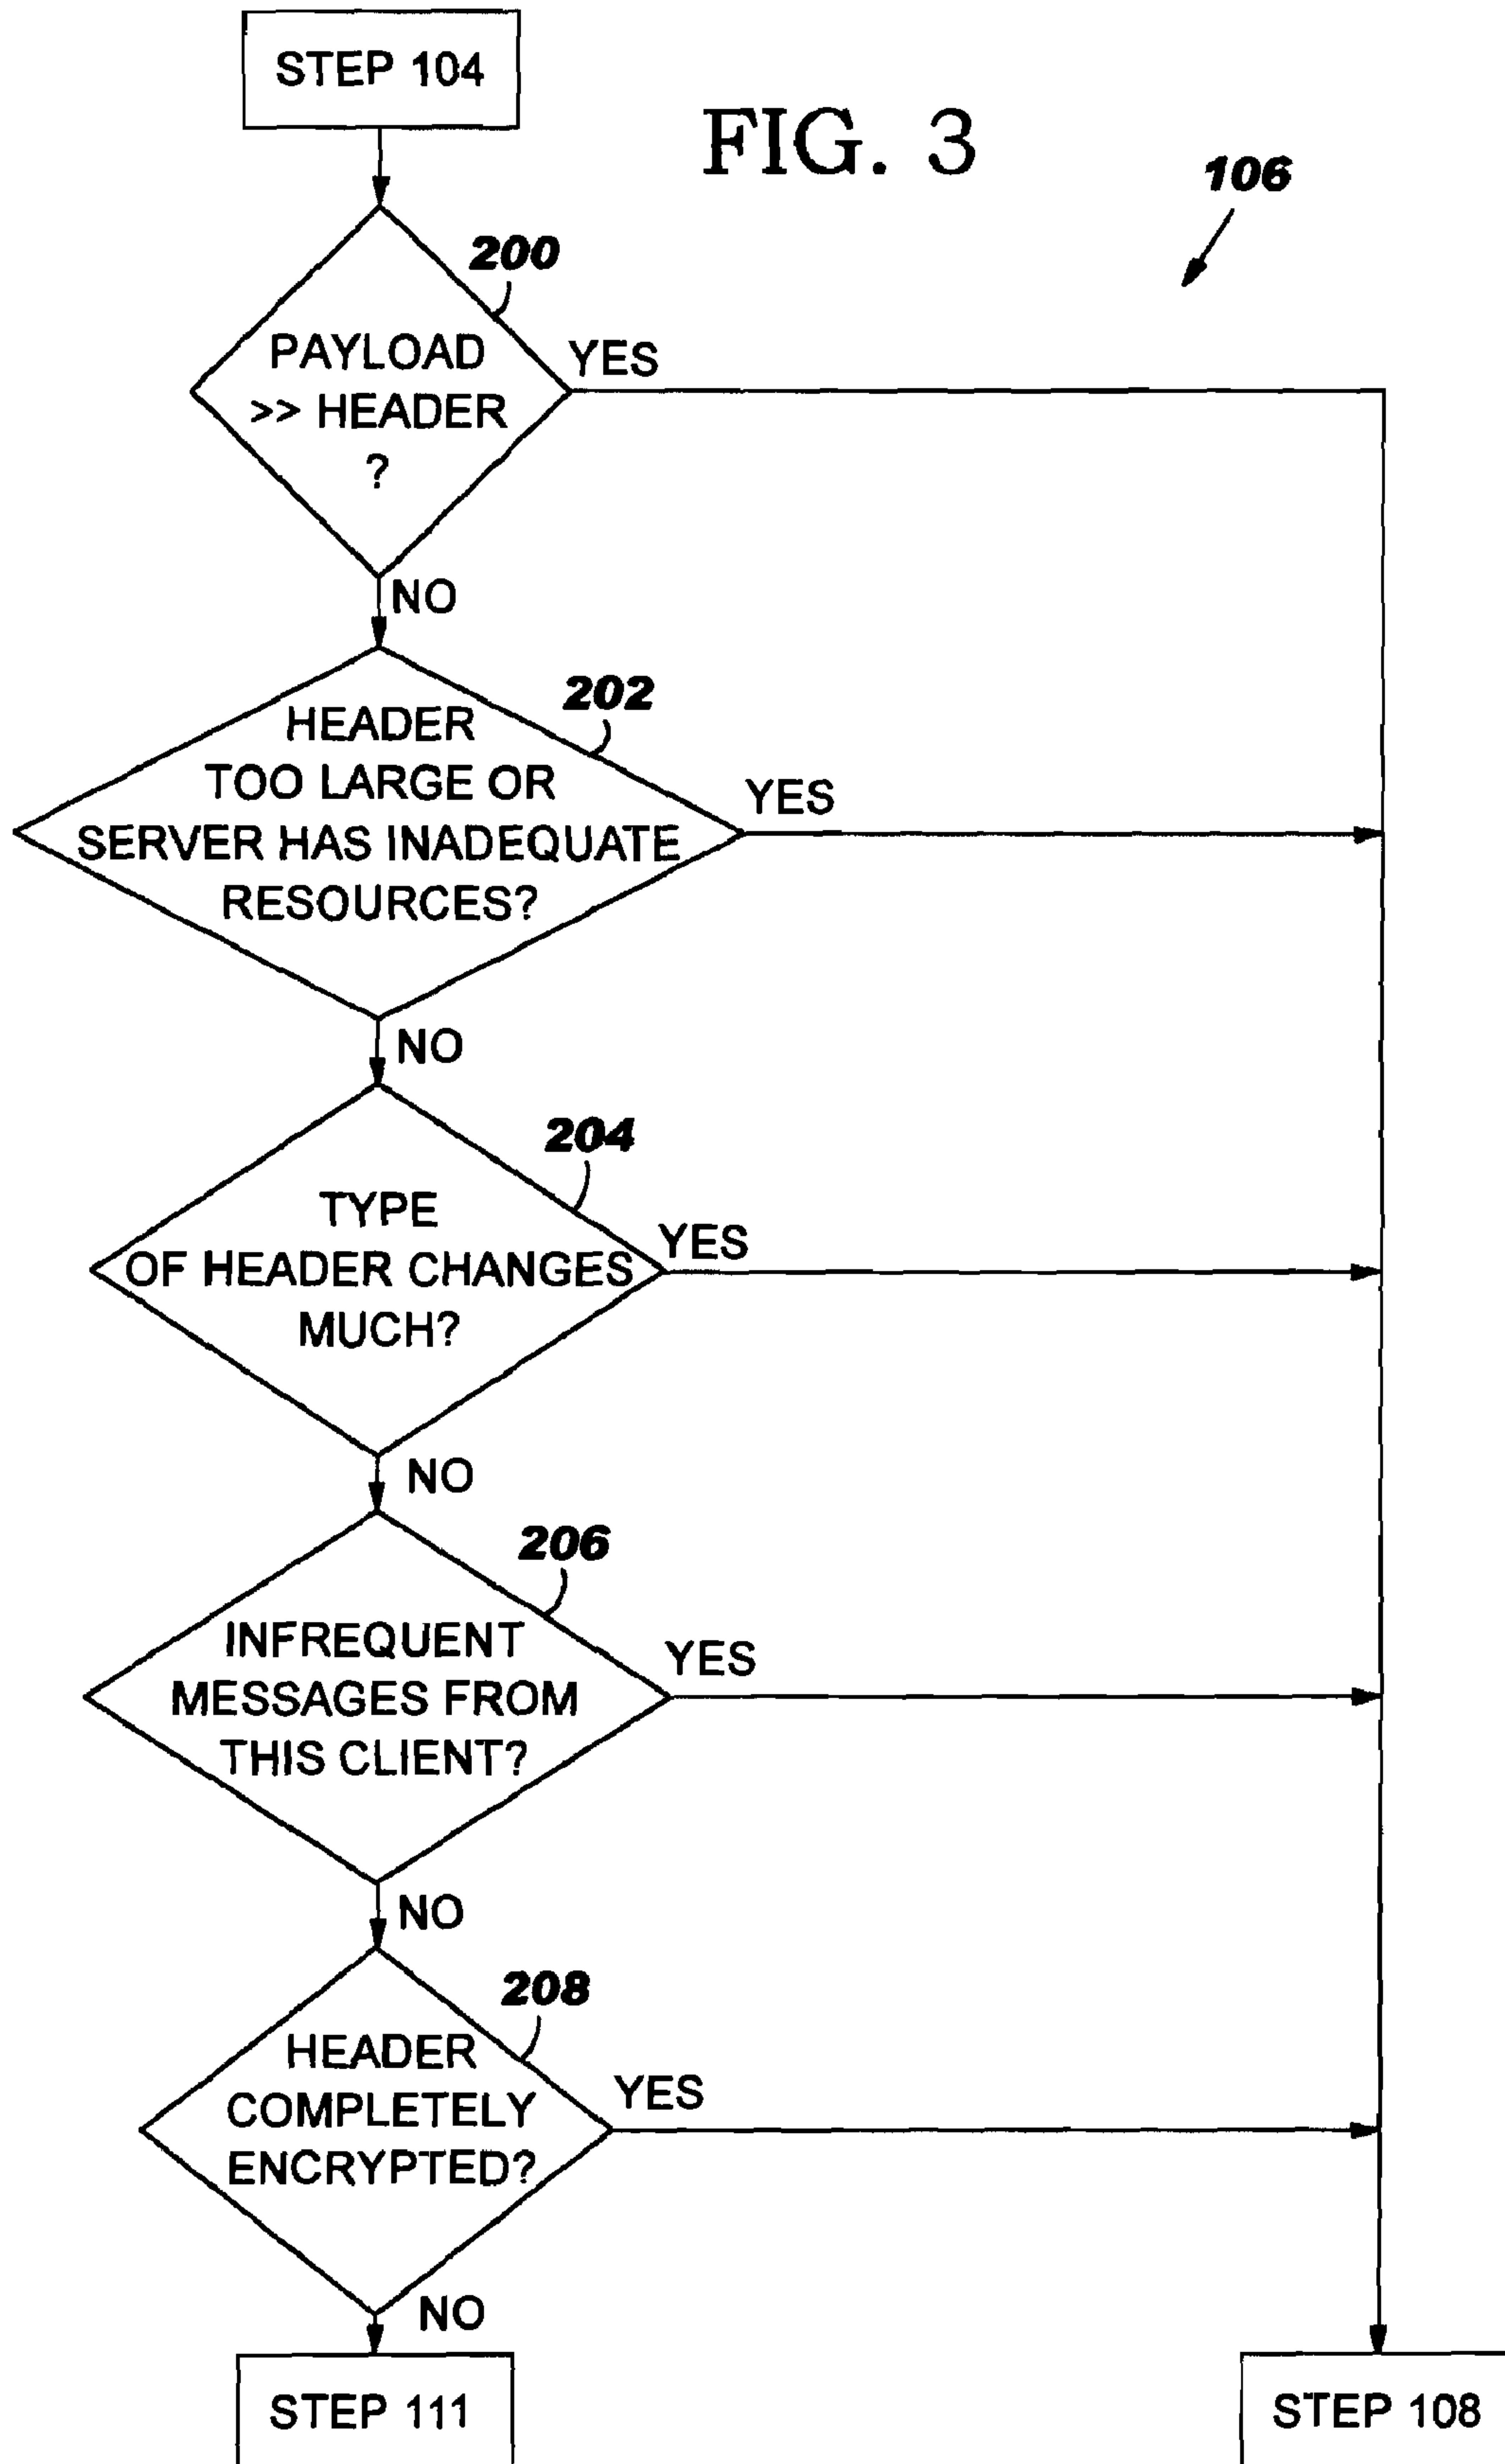 STEP 104
FIG. 3
106
200
PAYLOAD
>> HEADER
?
YES
NO
202
HEADER
TOO LARGE OR
SERVER HAS INADEQUATE
RESOURCES?
YES
NO
204
TYPE
OF HEADER CHANGES
MUCH?
YES
NO
206
INFREQUENT
MESSAGES FROM
THIS CLIENT?
YES
NO
208
HEADER
COMPLETELY
ENCRYPTED?
YES
NO
STEP 111
STEP 108